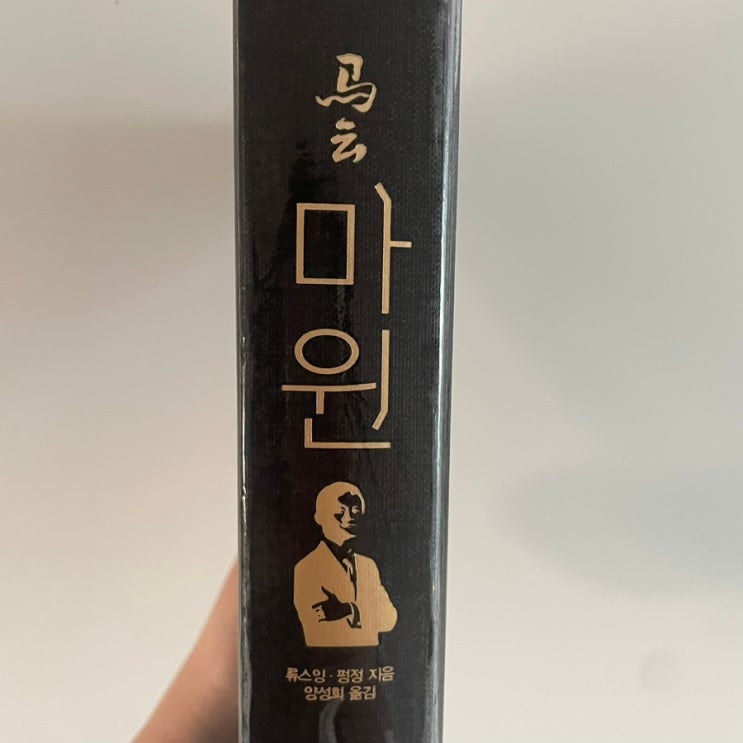 马云
마윈
류스잉·펑정 지음
양성희 옮김